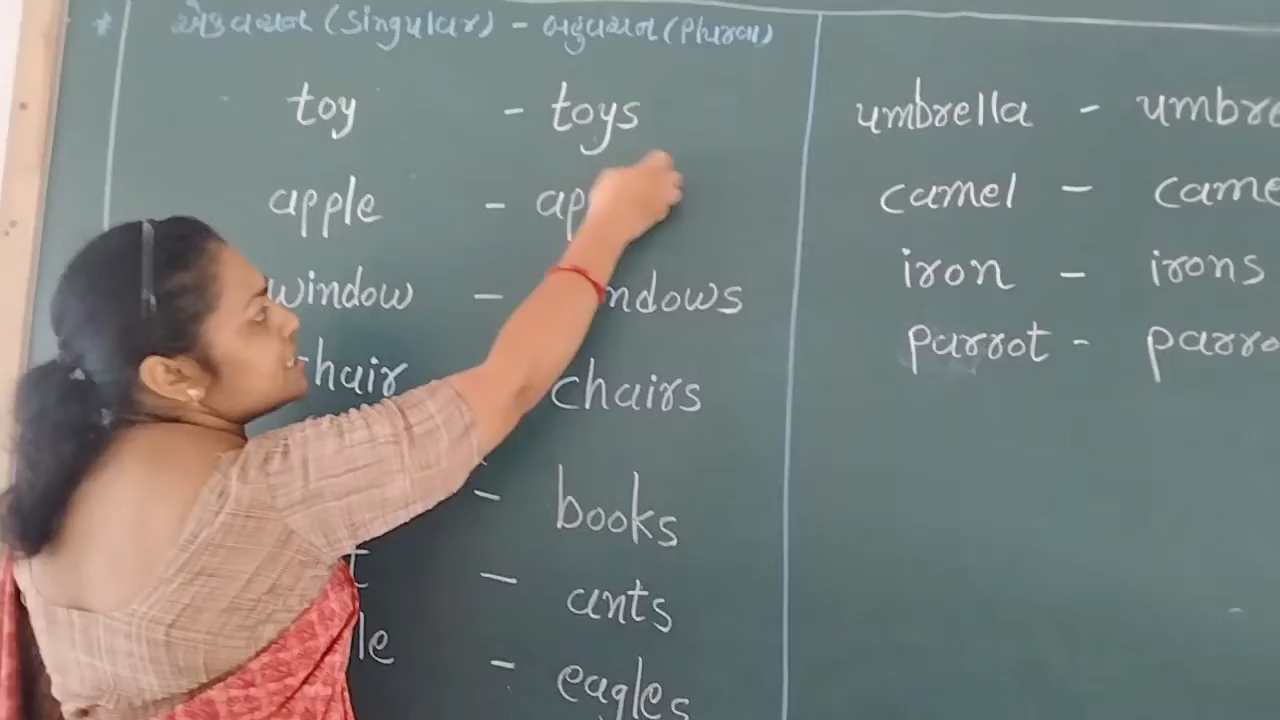 * એકવચન (Singular) - બહુવચન (Plural)
toy - toys
apple - ap
window - ndows
hair chairs
- books
t - ants
le - eagles
umbrella - umbre
camel - came
iron - irons
parrot - parro